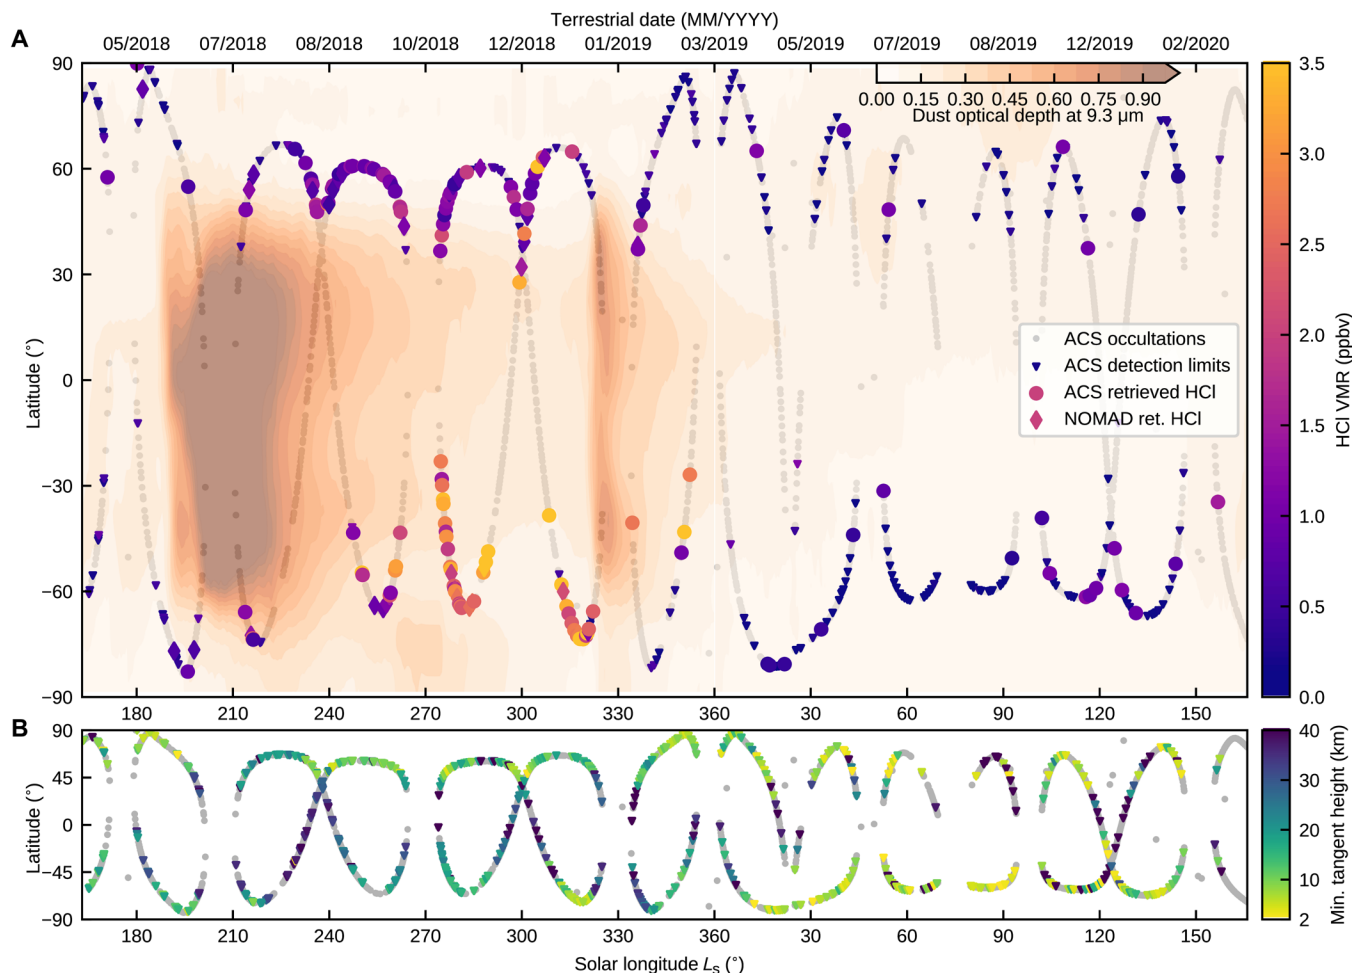 Terrestrial date (MM/YYYY)
A
05/2018 07/2018 08/2018 10/2018 12/2018 01/2019 03/2019 05/2019 07/2019 08/2019 12/2019 02/2020
90
60
30
0
−30
−60
−90
Latitude (°)
0.00 0.15 0.30 0.45 0.60 0.75 0.90
Dust optical depth at 9.3 μm
ACS occultations
ACS detection limits
ACS retrieved HCl
NOMAD ret. HCl
3.5
3.0
2.5
2.0
1.5
1.0
0.5
0.0
HCl VMR (ppbv)
180 210 240 270 300 330 360 30 60 90 120 150
B
90
45
0
−45
−90
Latitude (°)
40
30
20
10
2
Min. tangent height (km)
180 210 240 270 300 330 360 30 60 90 120 150
Solar longitude Ls (°)